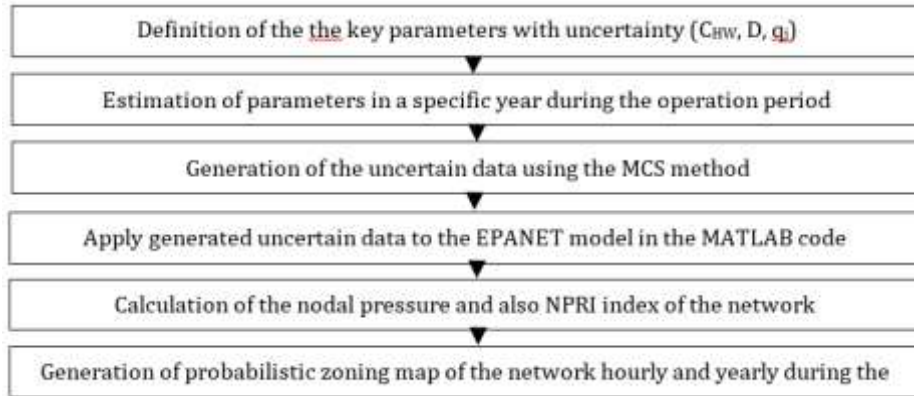 Definition of the the key parameters with uncertainty (CHW, D, qi)
Estimation of parameters in a specific year during the operation period
Generation of the uncertain data using the MCS method
Apply generated uncertain data to the EPANET model in the MATLAB code
Calculation of the nodal pressure and also NPRI index of the network
Generation of probabilistic zoning map of the network hourly and yearly during the